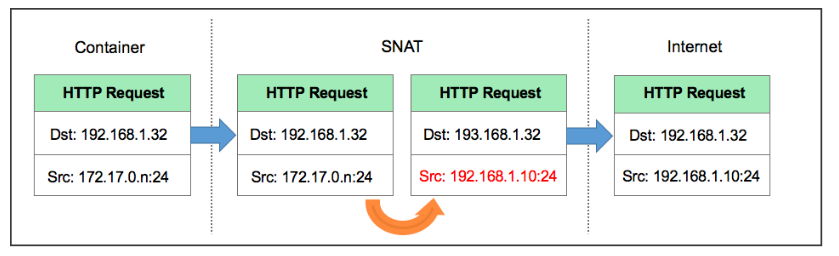 Container
SNAT
Internet
HTTP Request
HTTP Request
HTTP Request
HTTP Request
Dst: 192.168.1.32
Dst: 192.168.1.32
Dst: 193.168.1.32
Dst: 192.168.1.32
Src: 172.17.0.n:24
Src: 172.17.0.n:24
Src: 192.168.1.10:24
Src: 192.168.1.10:24